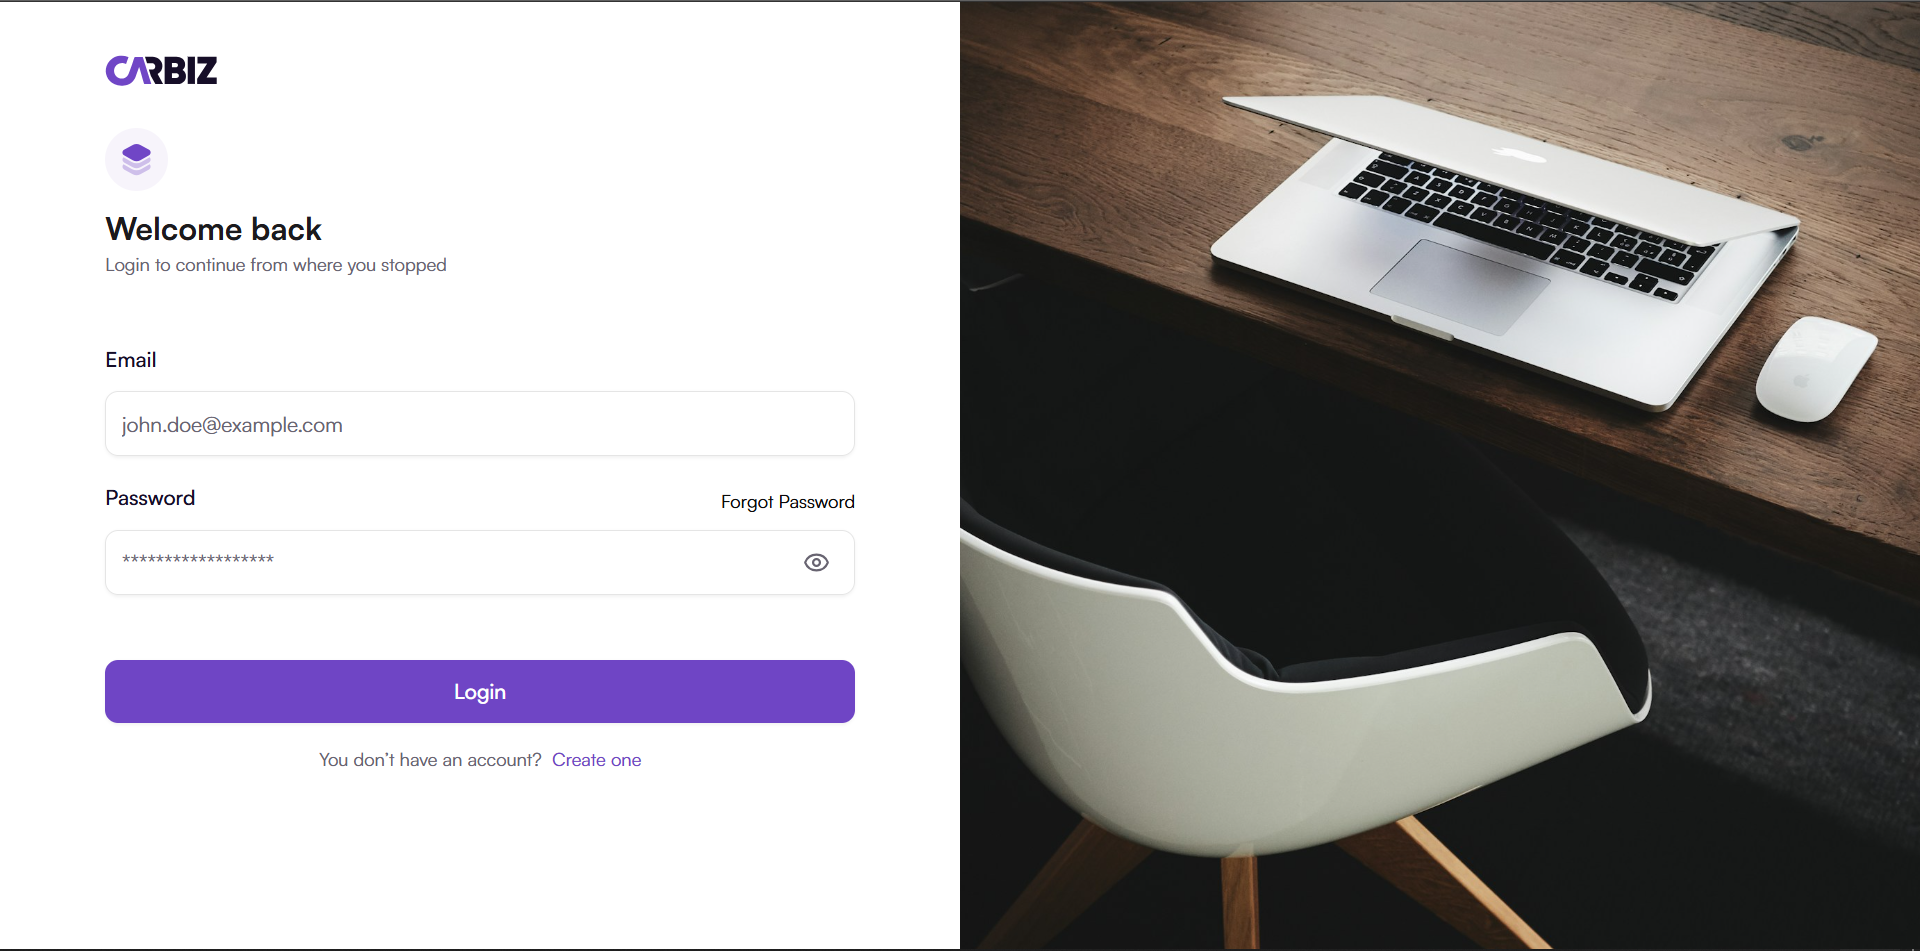 CARBIZ
Welcome back
Login to continue from where you stopped
Email
john.doe@example.com
Password
Forgot Password
******************
Login
You don’t have an account? Create one